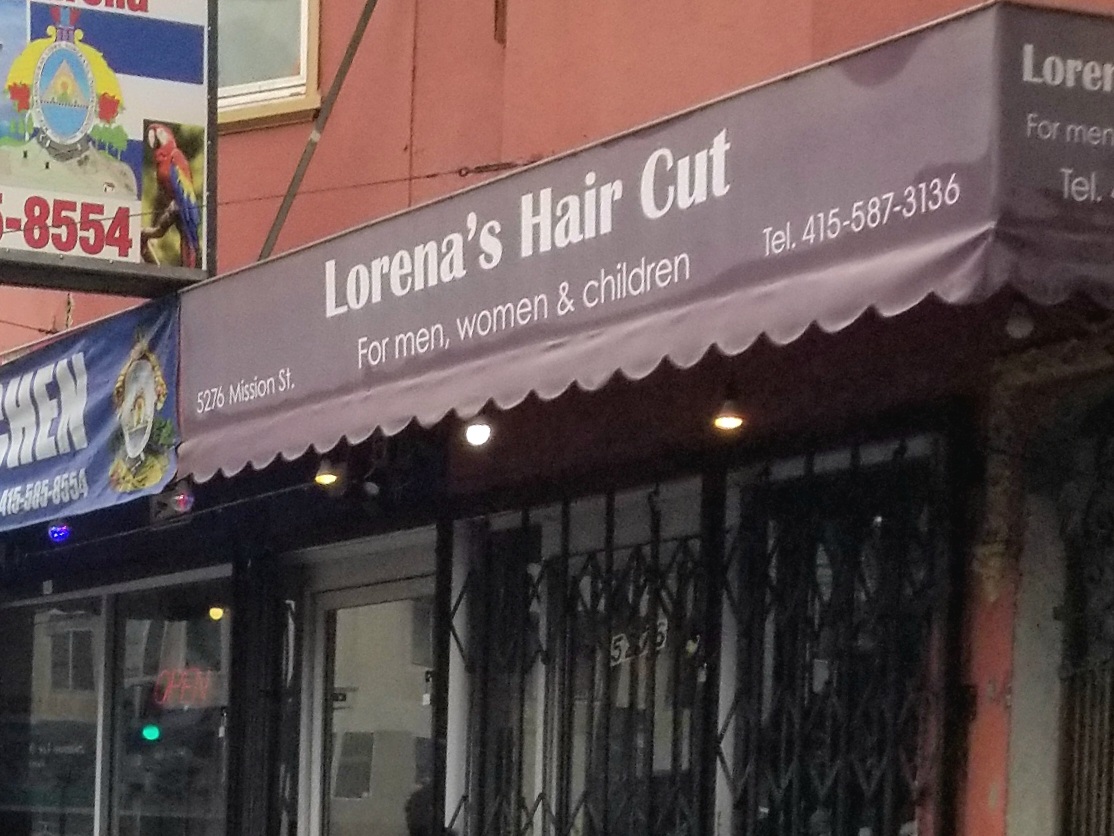 5-8554
CHEN
415-585-8554
Lorena's Hair Cut
For men, women & children
Tel. 415-587-3136
5276 Mission St.
Loren
For men
Tel.
OPEN